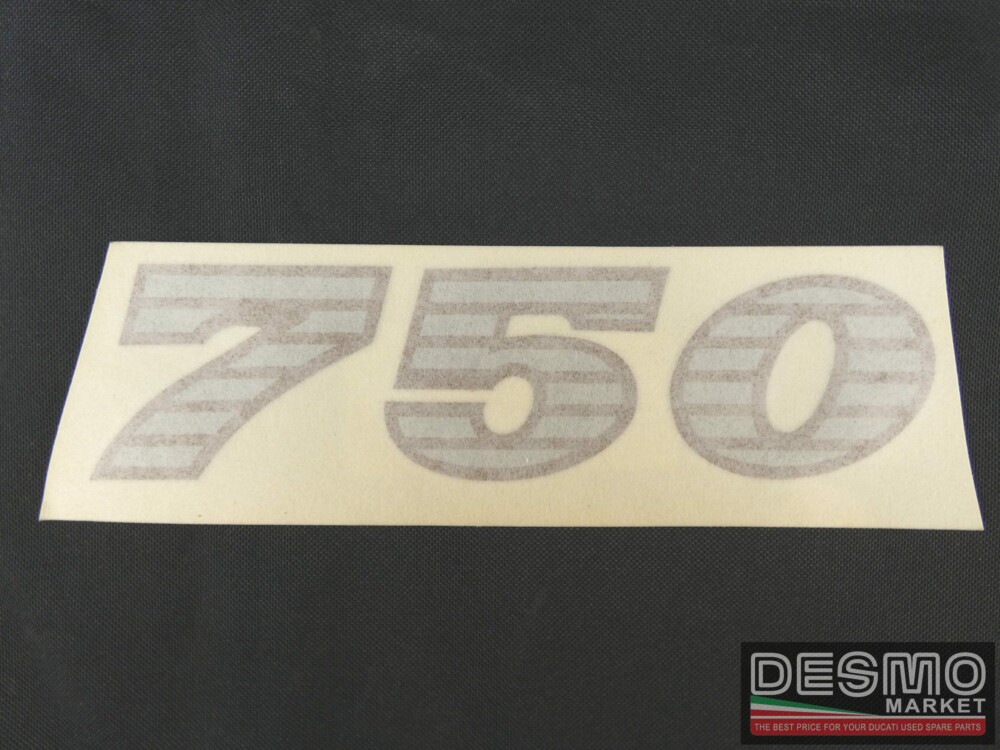 750
DESMO
MARKET
THE BEST PRICE FOR YOUR DUCATI USED SPARE PARTS